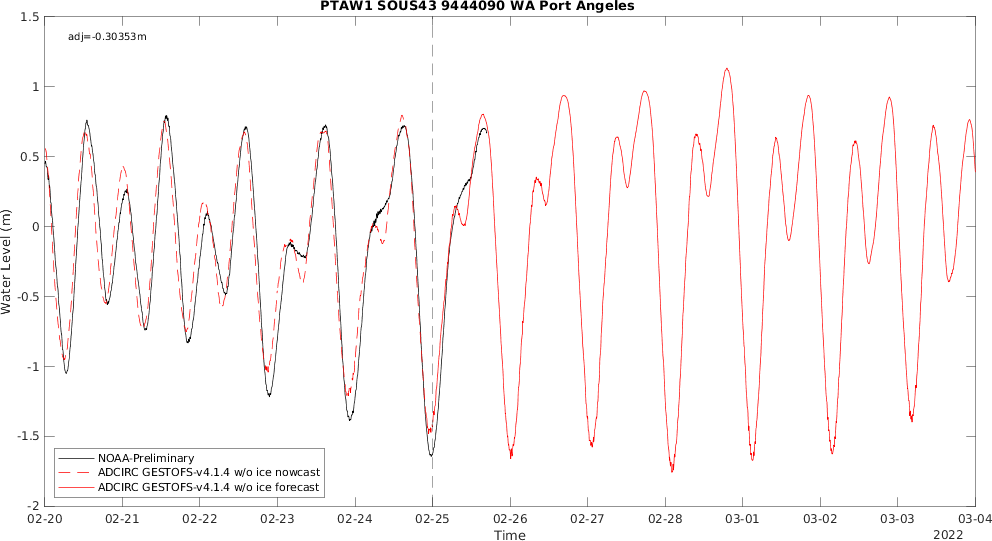 PTAW1 SOUS43 9444090 WA Port Angeles
adj=-0.30353m
1.5
1
0.5
0
-0.5
-1
-1.5
-2
Water Level (m)
NOAA-Preliminary
ADCIRC GESTOFS-v4.1.4 w/o ice nowcast
ADCIRC GESTOFS-v4.1.4 w/o ice forecast
02-20 02-21 02-22 02-23 02-24 02-25 02-26 02-27 02-28 03-01 03-02 03-03 03-04
Time
2022